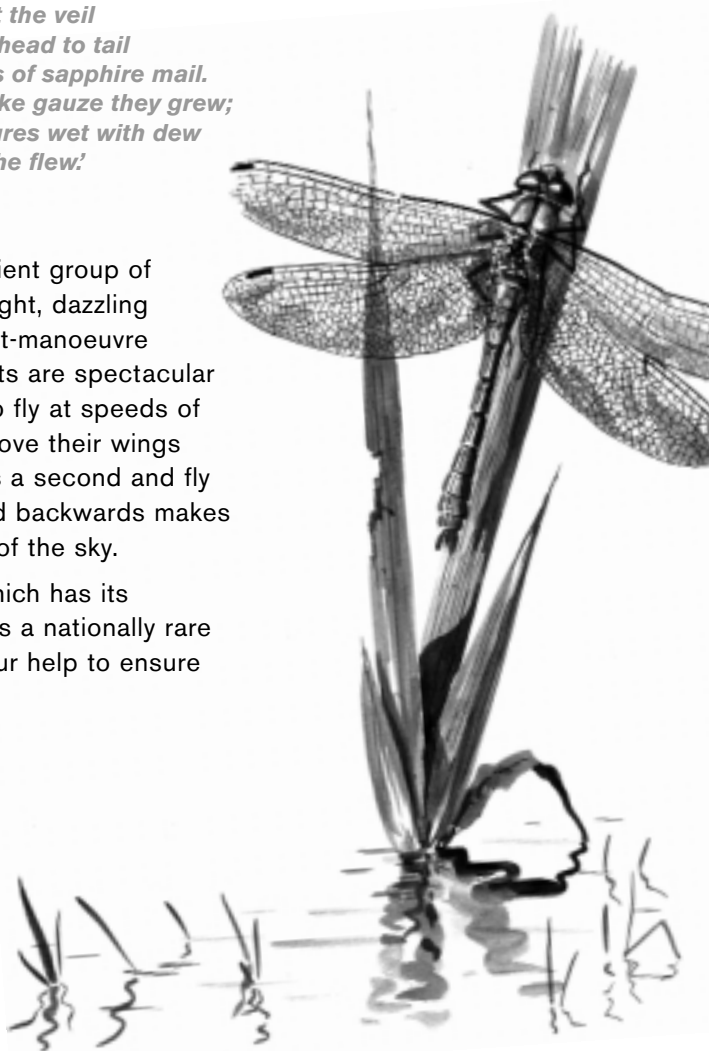 t the veil
head to tail
s of sapphire mail.
ke gauze they grew;
ures wet with dew
he flew.’
ient group of
ght, dazzling
t-manoeuvre
ts are spectacular
o fly at speeds of
ove their wings
s a second and fly
d backwards makes
of the sky.
hich has its
s a nationally rare
ur help to ensure